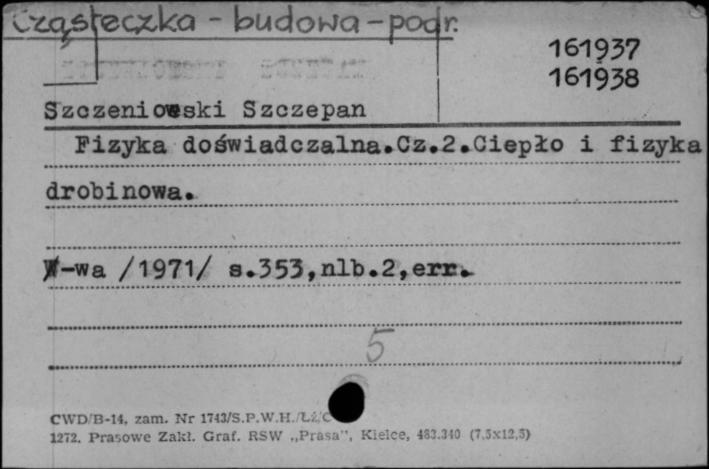 Cząsteczka - budowa - podr.
161937
161938
Szczeniowski Szczepan
Fizyka doświadczalna.Cz.2.Ciepło i fizyka
drobinowa.
W-wa /1971/ s.353,nlb.2,err.
5
CWD/B-14, zam. Nr 1743/S.P.W.H./Łż/C
1272. Prasowe Zakł. Graf. RSW „Prasa", Kielce, 483.340 (7,5x12,5)